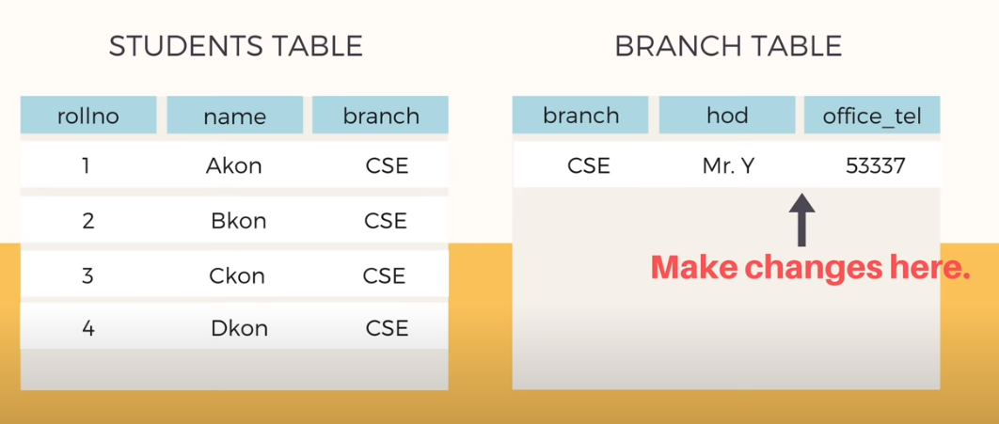 STUDENTS TABLE
rollno name branch
1 Akon CSE
2 Bkon CSE
3 Ckon CSE
4 Dkon CSE
BRANCH TABLE
branch hod office_tel
CSE Mr. Y 53337
Make changes here.